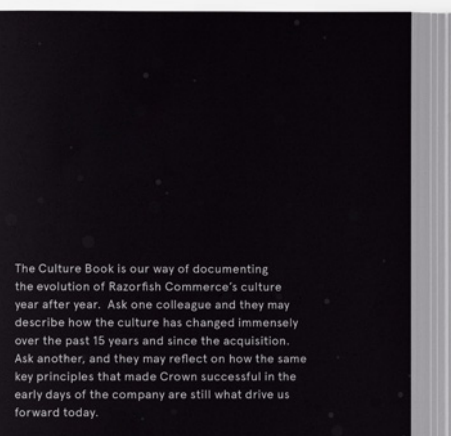 The Culture Book is our way of documenting
the evolution of Razorfish Commerce's culture
year after year.  Ask one colleague and they may
describe how the culture has changed immensely
over the past 15 years and since the acquisition.
Ask another, and they may reflect on how the same
key principles that made Crown successful in the
early days of the company are still what drive us
forward today.